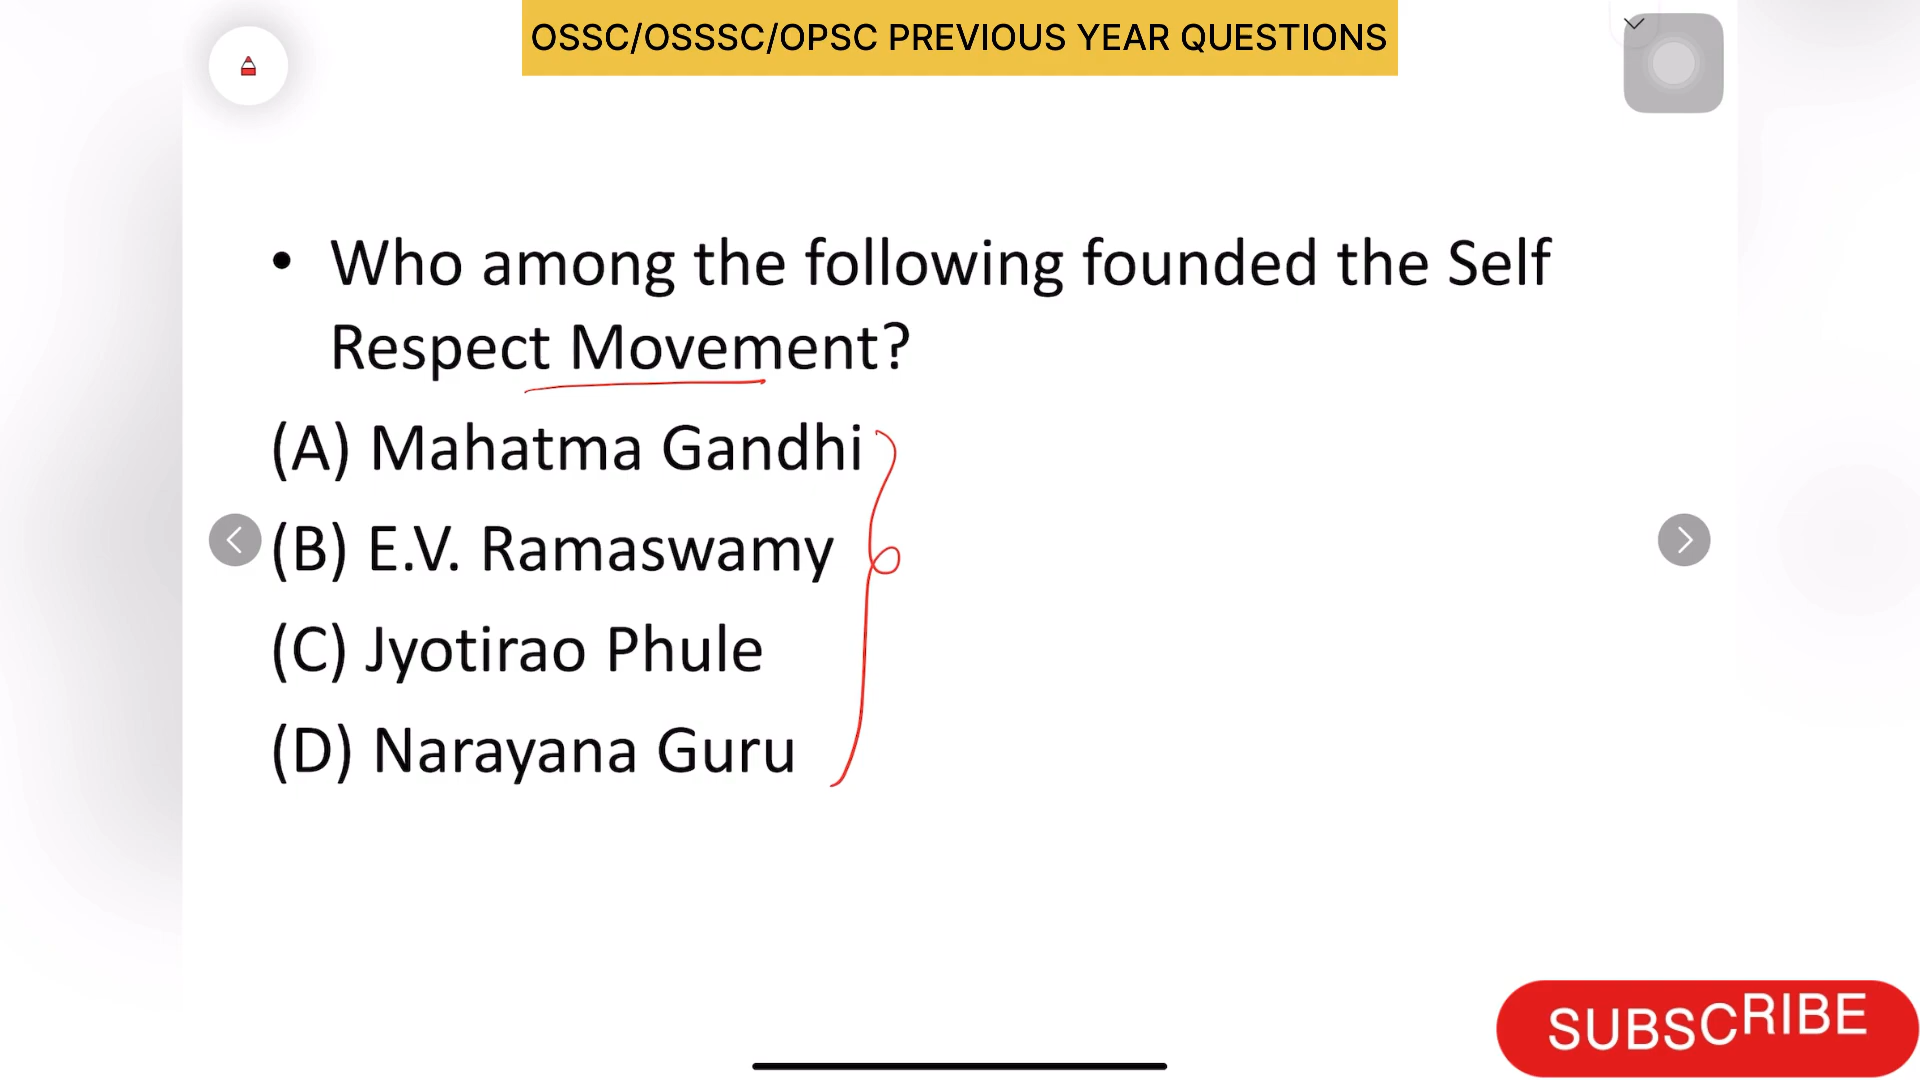 OSSC/OSSSC/OPSC PREVIOUS YEAR QUESTIONS
• Who among the following founded the Self
Respect Movement?
(A) Mahatma Gandhi
(B) E.V. Ramaswamy
(C) Jyotirao Phule
(D) Narayana Guru
SUBSCRIBE